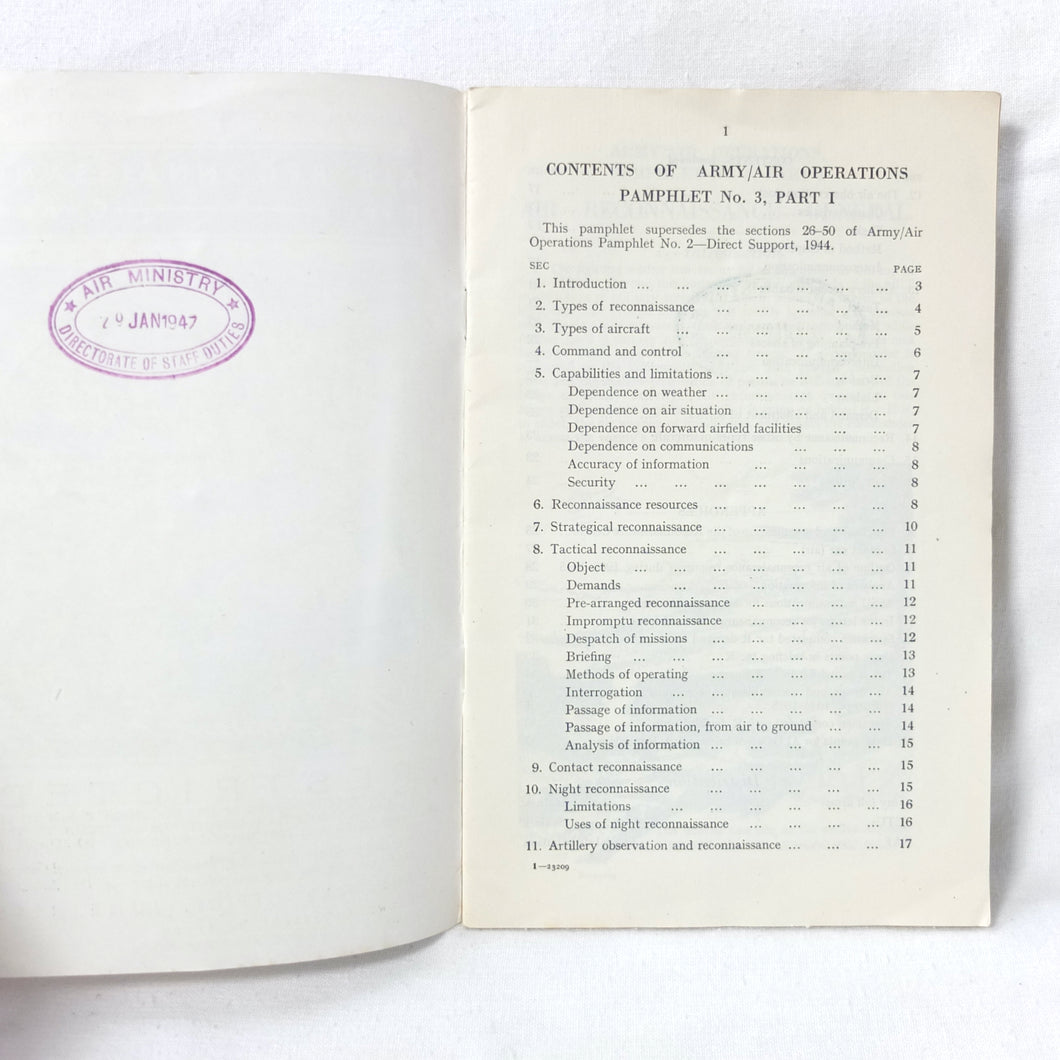 AIR MINISTRY
JAN 1947
DIRECTORATE OF STAFF DUTIES
1
CONTENTS OF ARMY/AIR OPERATIONS
PAMPHLET No. 3, PART I
This pamphlet supersedes the sections 26–50 of Army/Air
Operations Pamphlet No. 2—Direct Support, 1944.
SEC PAGE
1. Introduction ... ... ... ... ... ... ... 3
2. Types of reconnaissance ... ... ... ... ... 4
3. Types of aircraft ... ... ... ... ... ... 5
4. Command and control ... ... ... ... ... 6
5. Capabilities and limitations ... ... ... ... ... 7
Dependence on weather ... ... ... ... ... 7
Dependence on air situation ... ... ... ... 7
Dependence on forward airfield facilities ... ... 7
Dependence on communications ... ... ... 8
Accuracy of information ... ... ... ... 8
Security ... ... ... ... ... ... ... 8
6. Reconnaissance resources ... ... ... ... ... 8
7. Strategical reconnaissance ... ... ... ... ... 10
8. Tactical reconnaissance ... ... ... ... ... 11
Object ... ... ... ... ... ... ... 11
Demands ... ... ... ... ... ... 11
Pre-arranged reconnaissance ... ... ... ... 12
Impromptu reconnaissance ... ... ... ... 12
Despatch of missions ... ... ... ... ... 12
Briefing ... ... ... ... ... ... ... 13
Methods of operating ... ... ... ... ... 13
Interrogation ... ... ... ... ... ... 14
Passage of information ... ... ... ... ... 14
Passage of information, from air to ground ... ... 14
Analysis of information ... ... ... ... ... 15
9. Contact reconnaissance ... ... ... ... ... 15
10. Night reconnaissance ... ... ... ... ... 15
Limitations ... ... ... ... ... ... 16
Uses of night reconnaissance ... ... ... ... 16
11. Artillery observation and reconnaissance ... ... ... 17
1—23209